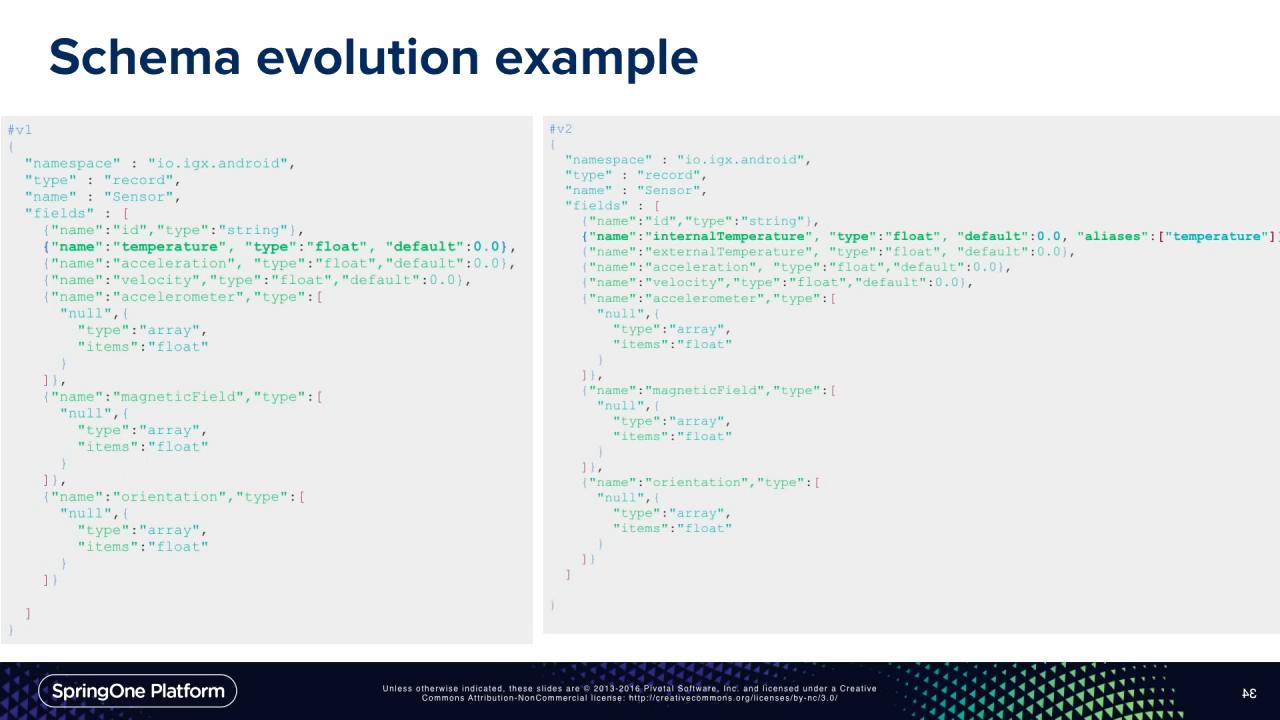 Schema evolution example
#v1
{
  "namespace" : "io.igx.android",
  "type" : "record",
  "name" : "Sensor",
  "fields" : [
    {"name":"id","type":"string"},
    {"name":"temperature", "type":"float", "default":0.0},
    {"name":"acceleration", "type":"float","default":0.0},
    {"name":"velocity","type":"float","default":0.0},
    {"name":"accelerometer","type":[
      "null",{
        "type":"array",
        "items":"float"
      }
    ]},
    {"name":"magneticField","type":[
      "null",{
        "type":"array",
        "items":"float"
      }
    ]},
    {"name":"orientation","type":[
      "null",{
        "type":"array",
        "items":"float"
      }
    ]}
  ]
}
#v2
{
  "namespace" : "io.igx.android",
  "type" : "record",
  "name" : "Sensor",
  "fields" : [
    {"name":"id","type":"string"},
    {"name":"internalTemperature", "type":"float", "default":0.0, "aliases":["temperature"]}
    {"name":"externalTemperature", "type":"float", "default":0.0},
    {"name":"acceleration", "type":"float","default":0.0},
    {"name":"velocity","type":"float","default":0.0},
    {"name":"accelerometer","type":[
      "null",{
        "type":"array",
        "items":"float"
      }
    ]},
    {"name":"magneticField","type":[
      "null",{
        "type":"array",
        "items":"float"
      }
    ]},
    {"name":"orientation","type":[
      "null",{
        "type":"array",
        "items":"float"
      }
    ]}
  ]
}
SpringOne Platform
Unless otherwise indicated, these slides are © 2013-2016 Pivotal Software, Inc. and licensed under a Creative
Commons Attribution-NonCommercial license: http://creativecommons.org/licenses/by-nc/3.0/
34